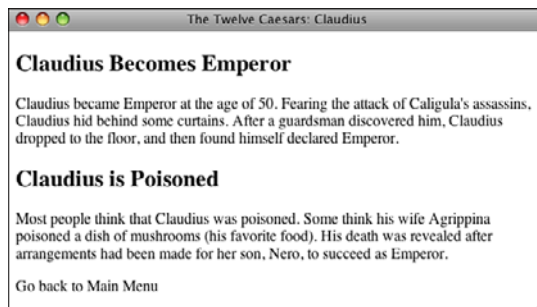 The Twelve Caesars: Claudius
Claudius Becomes Emperor
Claudius became Emperor at the age of 50. Fearing the attack of Caligula's assassins,
Claudius hid behind some curtains. After a guardsman discovered him, Claudius
dropped to the floor, and then found himself declared Emperor.
Claudius is Poisoned
Most people think that Claudius was poisoned. Some think his wife Agrippina
poisoned a dish of mushrooms (his favorite food). His death was revealed after
arrangements had been made for her son, Nero, to succeed as Emperor.
Go back to Main Menu